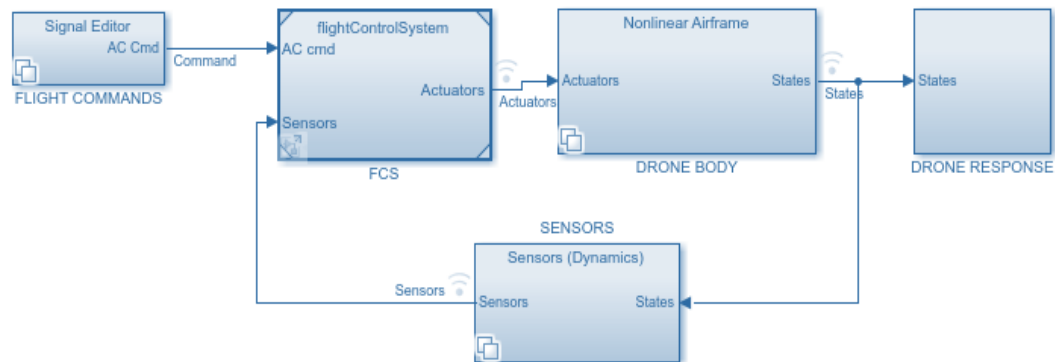 Signal Editor
AC Cmd
FLIGHT COMMANDS
Command
flightControlSystem
AC cmd
Actuators
Sensors
FCS
Actuators
Nonlinear Airframe
Actuators
States
DRONE BODY
States
States
DRONE RESPONSE
SENSORS
Sensors (Dynamics)
Sensors
Sensors
States